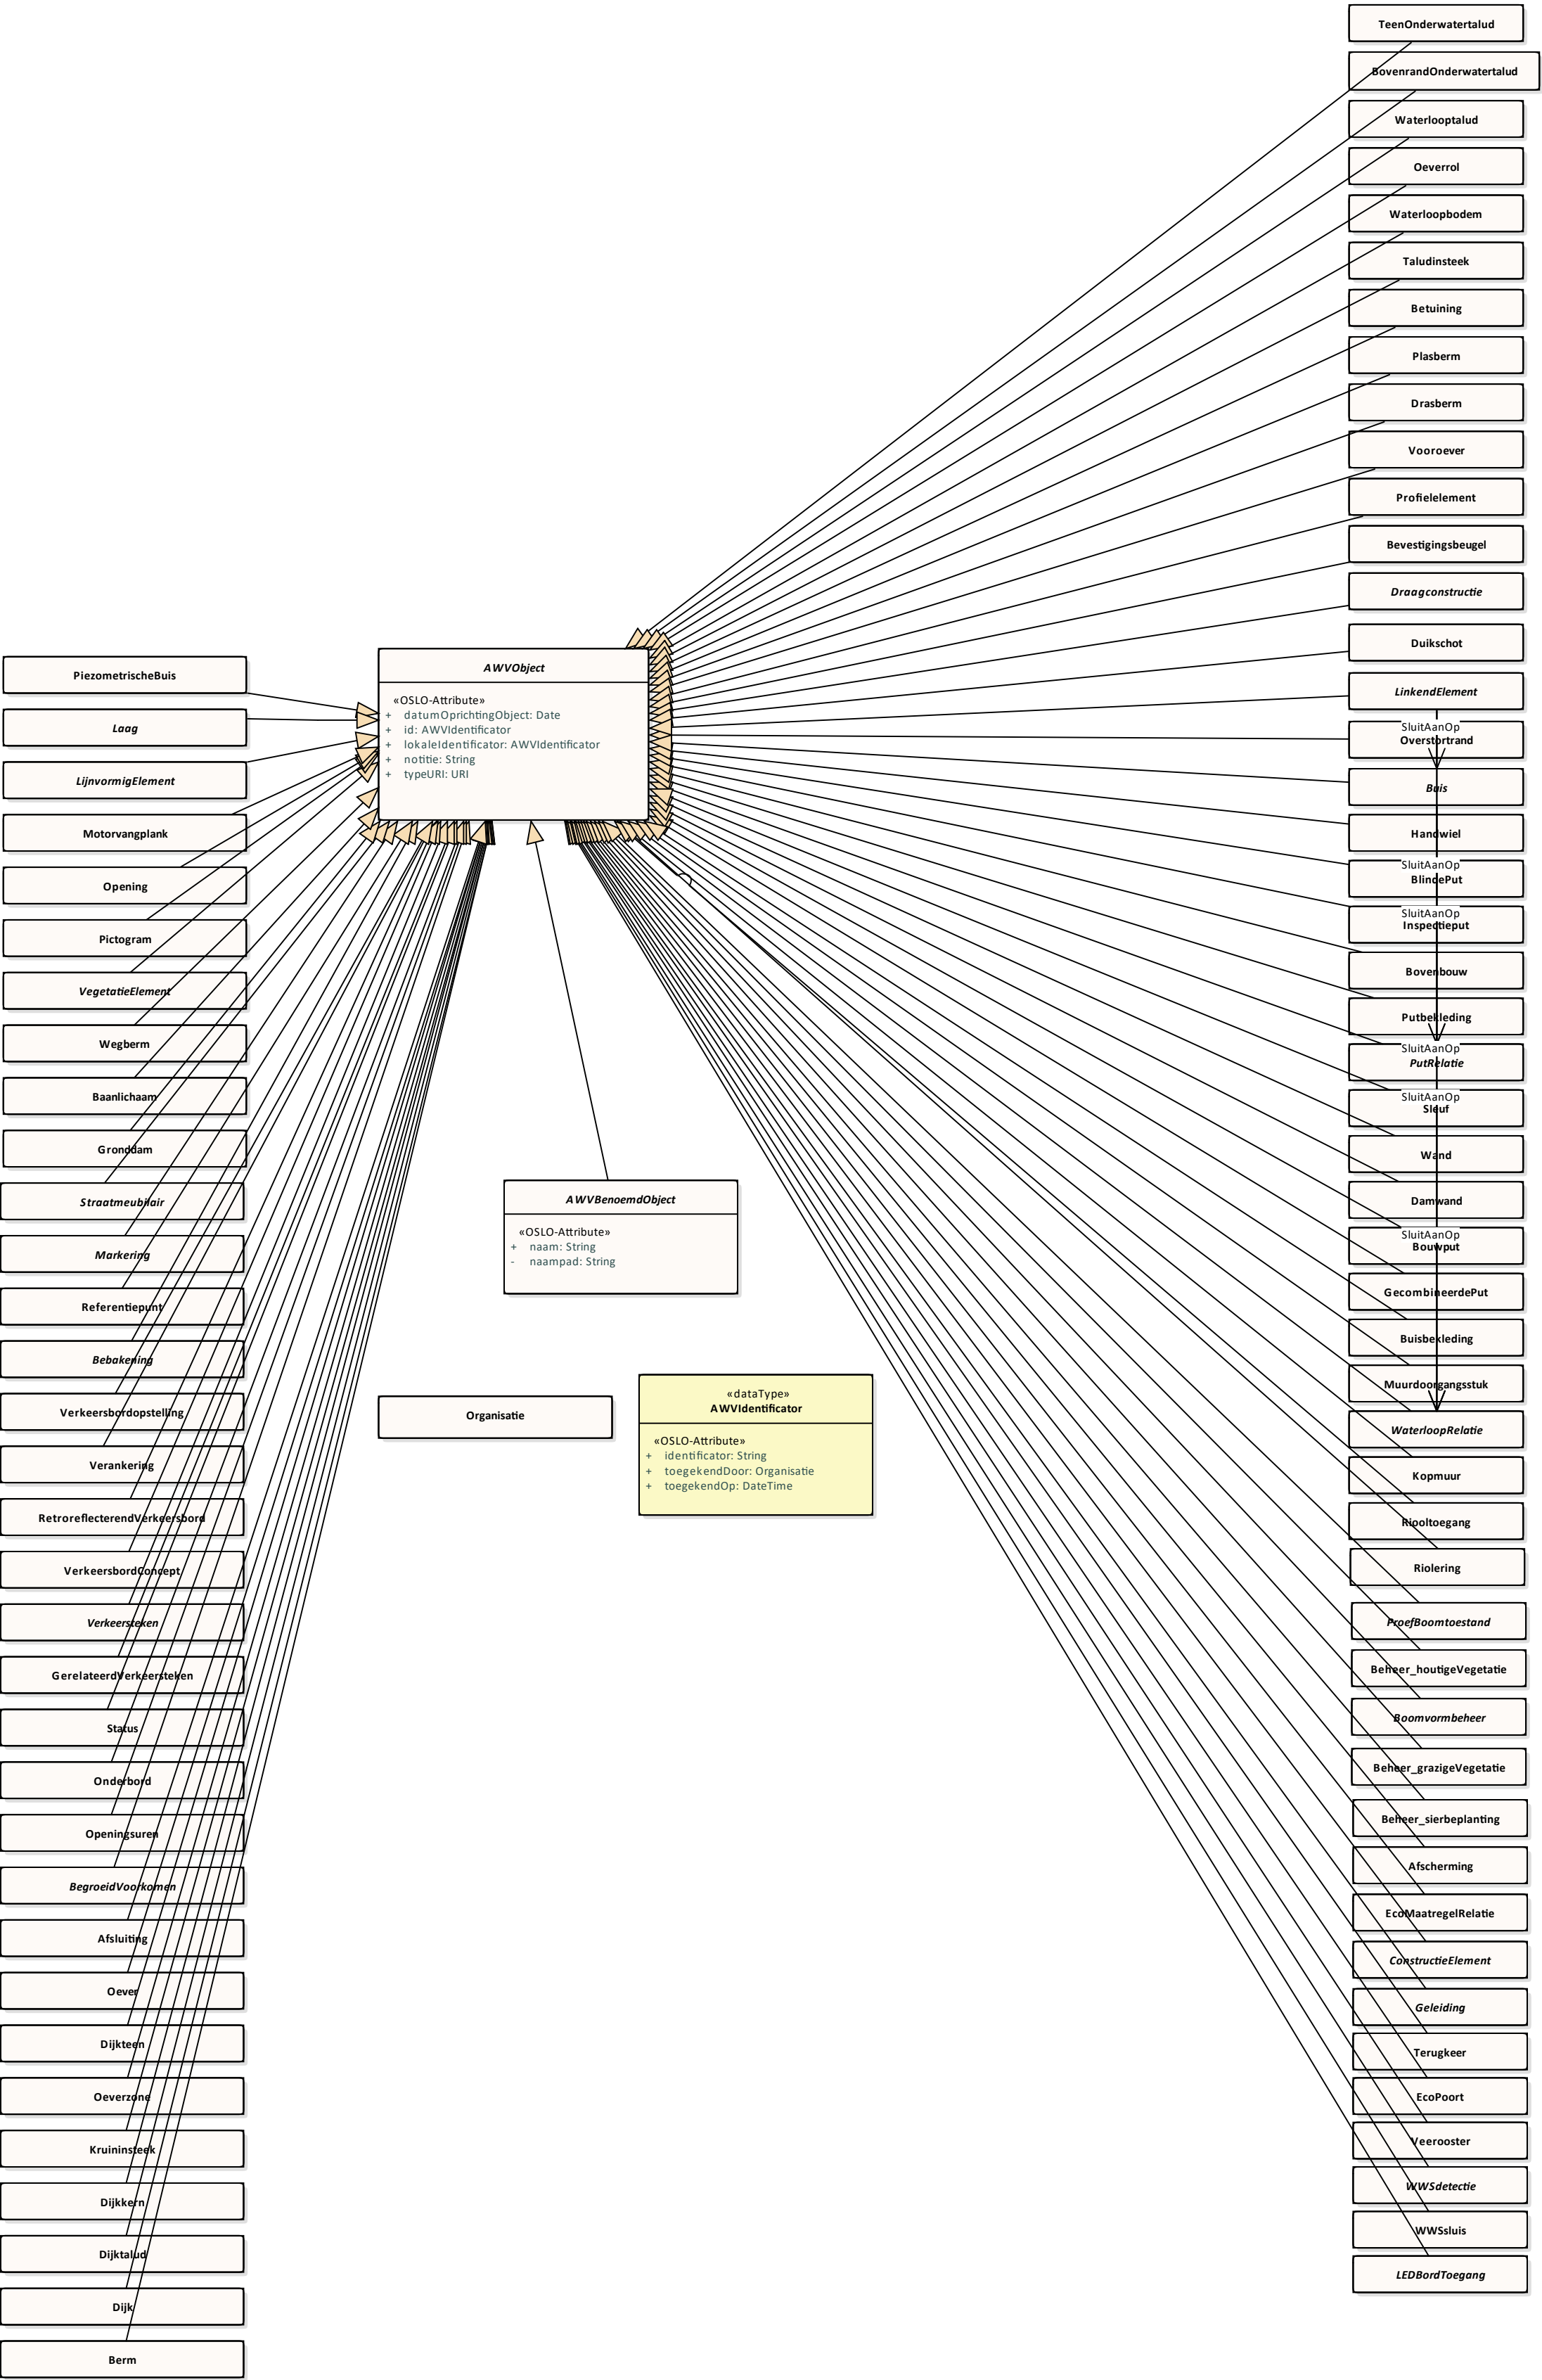 PiezometrischeBuis
Laag
LijnvormigElement
Motorvangplank
Opening
Pictogram
VegetatieElement
Wegberm
Baanlichaam
Gronddam
Straatmeubilair
Markering
Referentiepunt
Bebakening
Verkeersbordopstelling
Verankering
RetroreflecterendVerkeersbord
VerkeersbordConcept
Verkeersteken
GerelateerdVerkeersteken
Status
Onderbord
Openingsuren
BegroeidVoorkomen
Afsluiting
Oever
Dijkteen
Oeverzone
Kruininsteek
Dijkkern
Dijktalud
Dijk
Berm
AWVObject
«OSLO-Attribute»
+ datumOprichtingObject: Date
+ id: AWVIdentificator
+ lokaleIdentificator: AWVIdentificator
+ notitie: String
+ typeURI: URI
AWVBenoemdObject
«OSLO-Attribute»
+ naam: String
- naampad: String
Organisatie
«dataType»
AWVIdentificator
«OSLO-Attribute»
+ identificator: String
+ toegekendDoor: Organisatie
+ toegekendOp: DateTime
TeenOnderwatertalud
BovenrandOnderwatertalud
Waterlooptalud
Oeverrol
Waterloopbodem
Taludinsteek
Betuining
Plasberm
Drasberm
Vooroever
Profielelement
Bevestigingsbeugel
Draagconstructie
Duikschot
LinkendElement
SluitAanOp
Overstortrand
Buis
Handwiel
SluitAanOp
BlindePut
SluitAanOp
Inspectieput
Bovenbouw
Putbekleding
SluitAanOp
PutRelatie
SluitAanOp
Sleuf
Wand
Damwand
SluitAanOp
Bouwput
GecombineerdePut
Buisbekleding
Muurdoorgangsstuk
WaterloopRelatie
Kopmuur
Riooltoegang
Riolering
ProefBoomtoestand
Beheer_houtigeVegetatie
Boomvormbeheer
Beheer_grazigeVegetatie
Beheer_sierbeplanting
Afscherming
EcoMaatregelRelatie
ConstructieElement
Geleiding
Terugkeer
EcoPoort
Veerooster
WWSdetectie
WWSsluis
LEDBordToegang